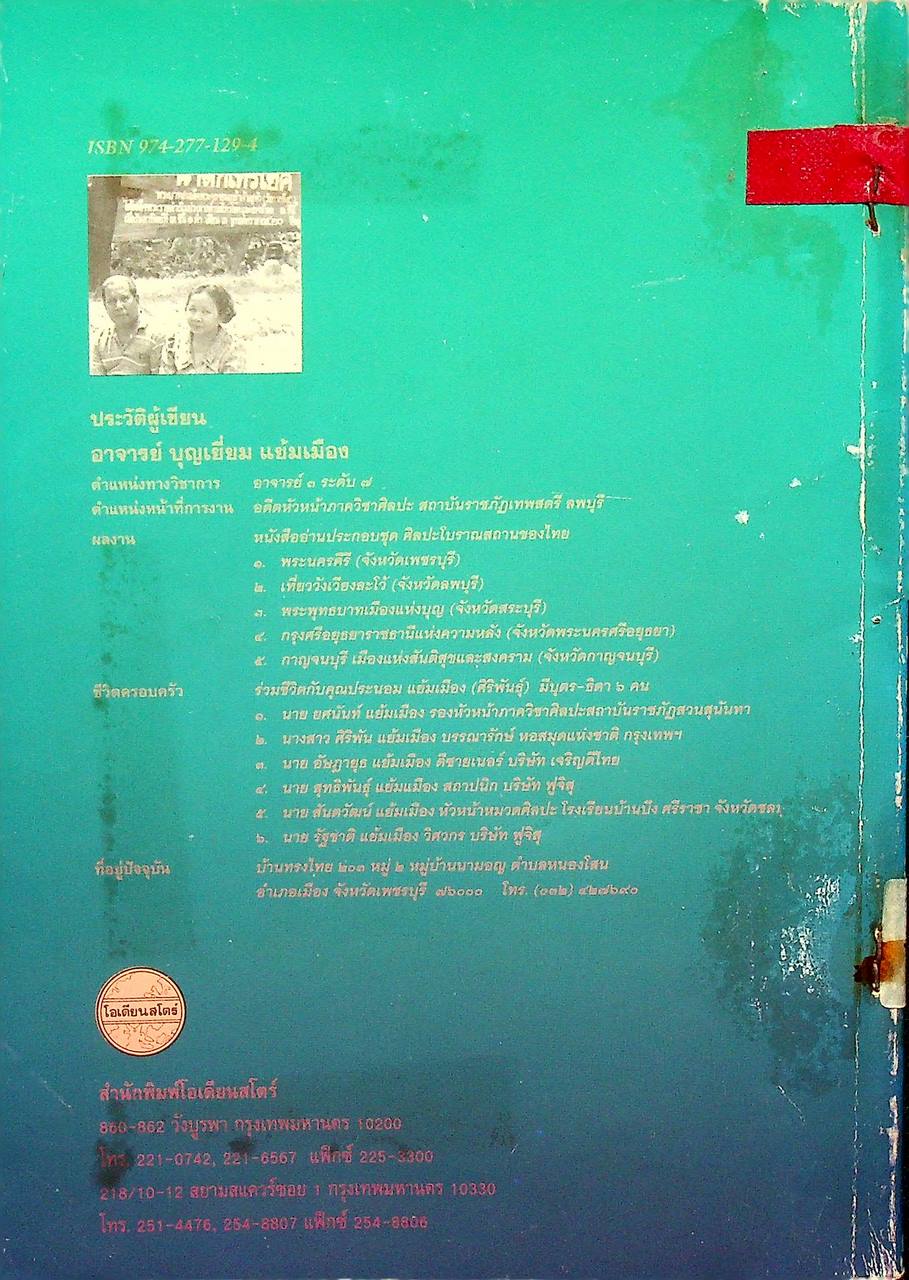 ISBN 974-277-129-4
ประวัติผู้เขียน
อาจารย์ บุญเยี่ยม แย้มเมือง
ตำแหน่งทางวิชาการ อาจารย์ ๓ ระดับ ๗
ตำแหน่งหน้าที่การงาน อดีตหัวหน้าภาควิชาศิลปะ สถาบันราชภัฏเทพสตรี ลพบุรี
ผลงาน หนังสืออ่านประกอบชุด ศิลปะโบราณสถานของไทย
๑. พระนครคีรี (จังหวัดเพชรบุรี)
๒. เที่ยววังเวียงละโว้ (จังหวัดลพบุรี)
๓. พระพุทธบาทเมืองแห่งบุญ (จังหวัดสระบุรี)
๔. กรุงศรีอยุธยาราชธานีแห่งความหลัง (จังหวัดพระนครศรีอยุธยา)
๕. กาญจนบุรี เมืองแห่งสันติสุขและสงคราม (จังหวัดกาญจนบุรี)
ชีวิตครอบครัว ร่วมชีวิตกับคุณประนอม แย้มเมือง (ศิริพันธุ์) มีบุตร-ธิดา ๖ คน
๑. นาย ยศนันท์ แย้มเมือง รองหัวหน้าภาควิชาศิลปะสถาบันราชภัฏสวนสุนันทา
๒. นางสาว ศิริพัน แย้มเมือง บรรณารักษ์ หอสมุดแห่งชาติ กรุงเทพฯ
๓. นาย อัษฎายุธ แย้มเมือง ดีซายเนอร์ บริษัท เจริญดีไทย
๔. นาย สุทธิพันธุ์ แย้มเมือง สถาปนิก บริษัท ฟูจิสุ
๕. นาย สันตวัฒน์ แย้มเมือง หัวหน้าหมวดศิลปะ โรงเรียนบ้านบึง ศรีราชา จังหวัดชลฯ
๖. นาย รัฐชาติ แย้มเมือง วิศวกร บริษัท ฟูจิสุ
ที่อยู่ปัจจุบัน บ้านทรงไทย ๒๐๓ หมู่ ๒ หมู่บ้านนามอญ ตำบลหนองโสน
อำเภอเมือง จังหวัดเพชรบุรี ๗๖๐๐๐ โทร. (๐๓๒) ๔๒๘๖๙๐
โอเดียนสโตร์
สำนักพิมพ์โอเดียนสโตร์
860-862 วังบูรพา กรุงเทพมหานคร 10200
โทร. 221-0742, 221-6567 แฟ็กซ์ 225-3300
218/10-12 สยามสแควร์ซอย 1 กรุงเทพมหานคร 10330
โทร. 251-4476, 254-8807 แฟ็กซ์ 254-8806